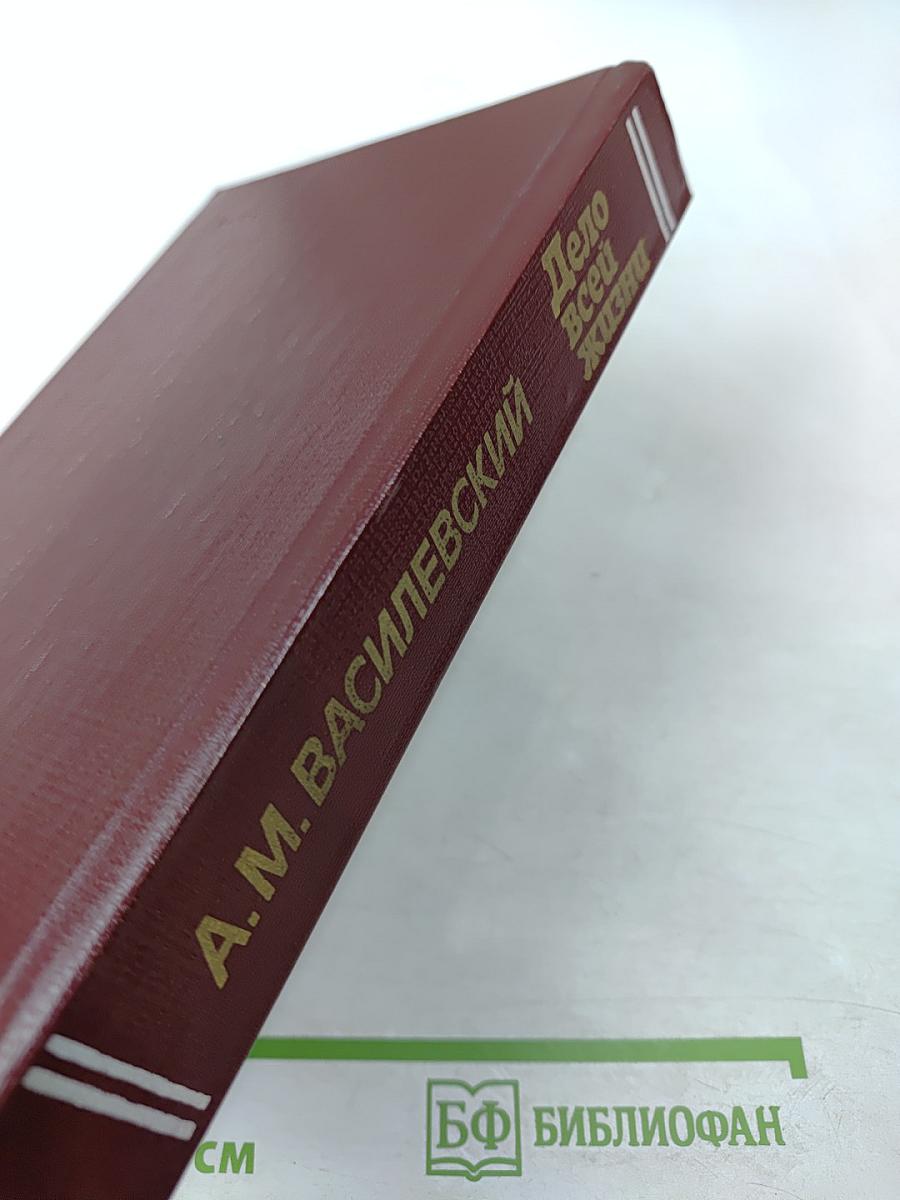 А. М. ВАСИЛЕВСКИЙ
Дело
всей
жизни
см
БФ БИБЛИОФАН